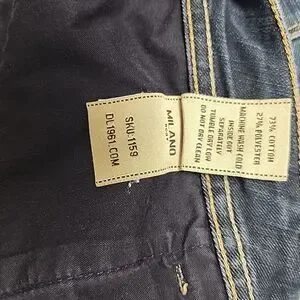 73% COTTON
27% POLYESTER
MACHINE WASH COLD
INSIDE OUT
SEPARATELY
TUMBLE DRY LOW
DO NOT DRY CLEAN
MILANO
SKU: 1159
DL1961.COM